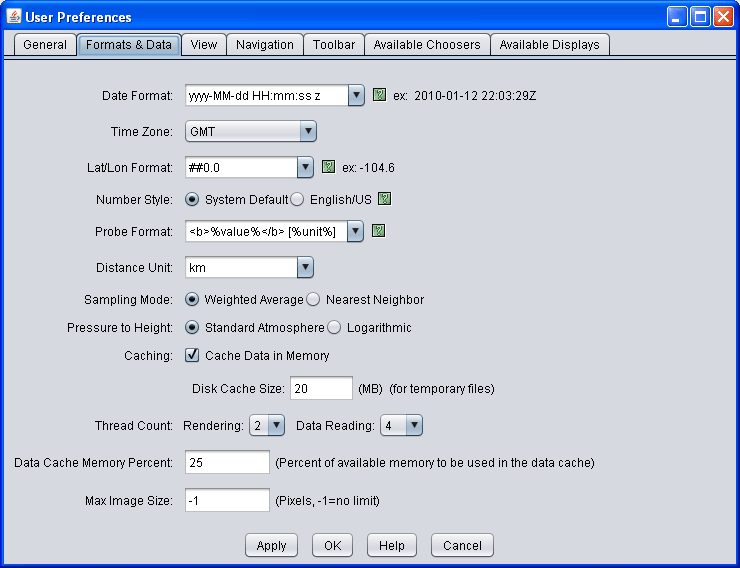 User Preferences
General Formats & Data View Navigation Toolbar Available Choosers Available Displays
Date Format: yyyy-MM-dd HH:mm:ss z ? ex: 2010-01-12 22:03:29Z
Time Zone: GMT
Lat/Lon Format: ##0.0 ? ex: -104.6
Number Style: System Default English/US ?
Probe Format: <b>%value%</b> [%unit%] ?
Distance Unit: km
Sampling Mode: Weighted Average Nearest Neighbor
Pressure to Height: Standard Atmosphere Logarithmic
Caching: Cache Data in Memory
Disk Cache Size: 20 (MB) (for temporary files)
Thread Count: Rendering: 2 Data Reading: 4
Data Cache Memory Percent: 25 (Percent of available memory to be used in the data cache)
Max Image Size: -1 (Pixels, -1=no limit)
Apply OK Help Cancel